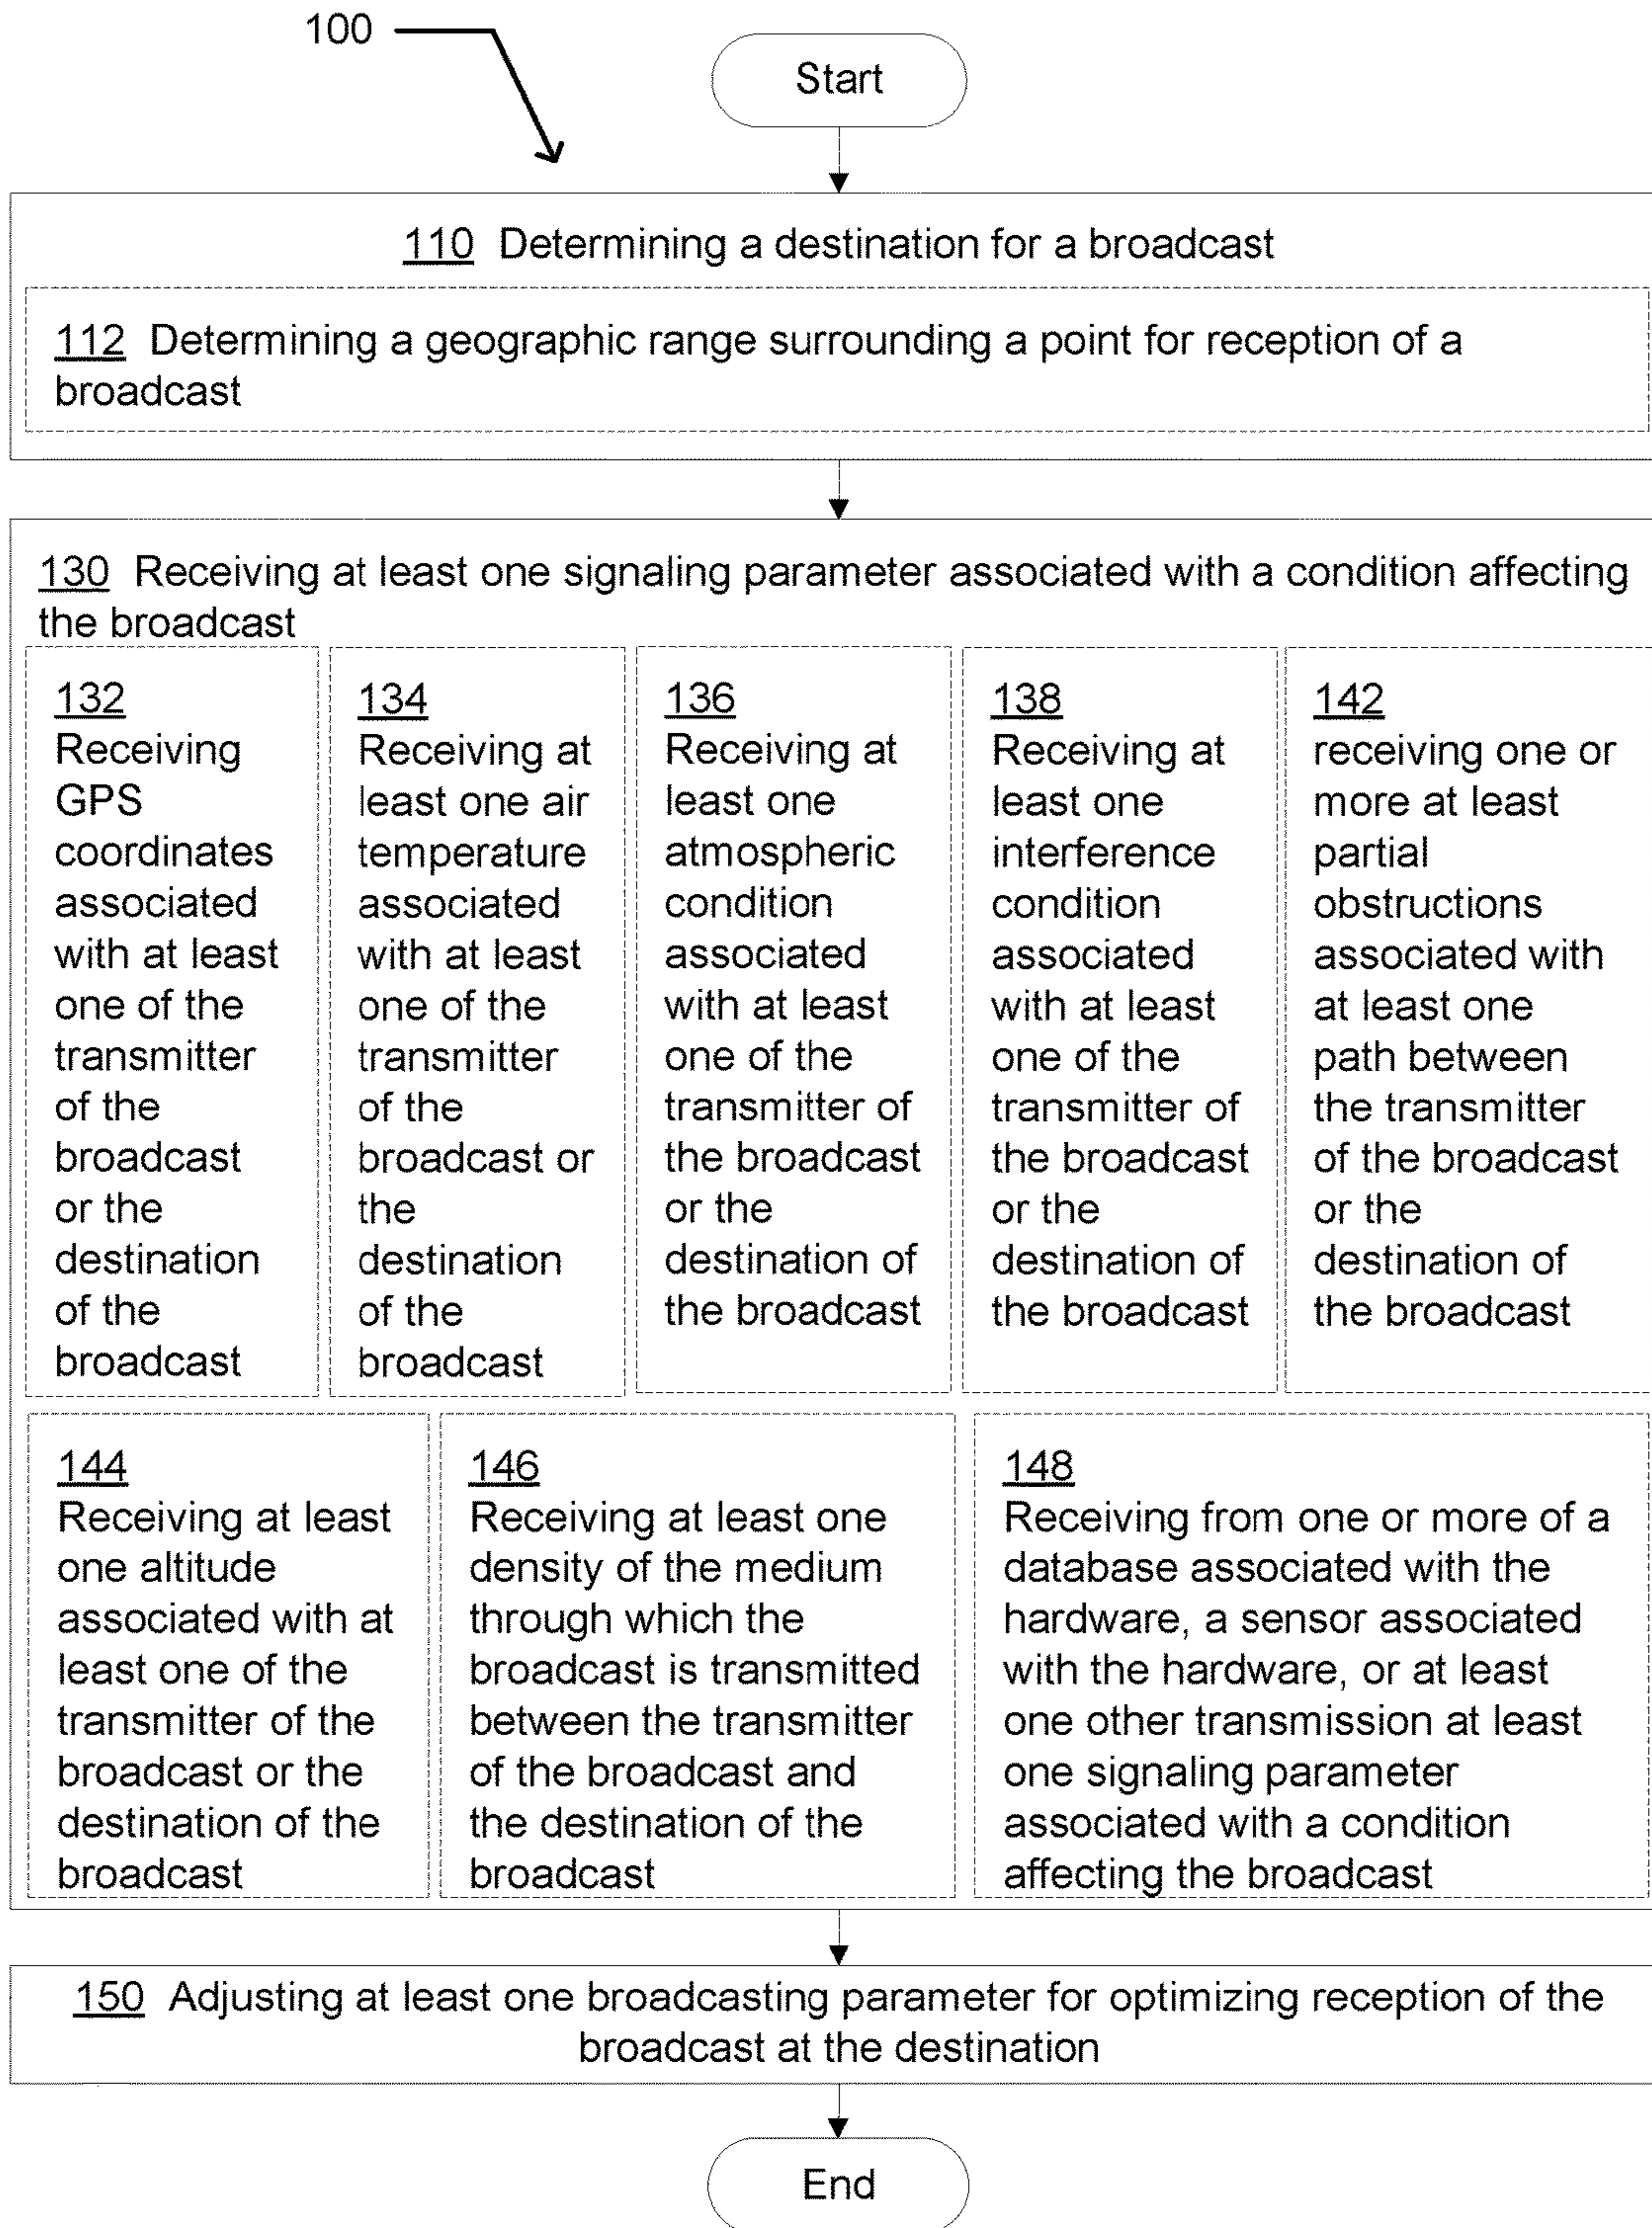 100
Start
110 Determining a destination for a broadcast
112 Determining a geographic range surrounding a point for reception of a
broadcast
130 Receiving at least one signaling parameter associated with a condition affecting
the broadcast
132
Receiving
GPS
coordinates
associated
with at least
one of the
transmitter
of the
broadcast
or the
destination
of the
broadcast
134
Receiving at
least one air
temperature
associated
with at least
one of the
transmitter
of the
broadcast or
the
destination
of the
broadcast
136
Receiving at
least one
atmospheric
condition
associated
with at least
one of the
transmitter of
the broadcast
or the
destination of
the broadcast
138
Receiving at
least one
interference
condition
associated
with at least
one of the
transmitter of
the broadcast
or the
destination of
the broadcast
142
receiving one or
more at least
partial
obstructions
associated with
at least one
path between
the transmitter
of the broadcast
or the
destination of
the broadcast
144
Receiving at least
one altitude
associated with at
least one of the
transmitter of the
broadcast or the
destination of the
broadcast
146
Receiving at least one
density of the medium
through which the
broadcast is transmitted
between the transmitter
of the broadcast and
the destination of the
broadcast
148
Receiving from one or more of a
database associated with the
hardware, a sensor associated
with the hardware, or at least
one other transmission at least
one signaling parameter
associated with a condition
affecting the broadcast
150 Adjusting at least one broadcasting parameter for optimizing reception of the
broadcast at the destination
End